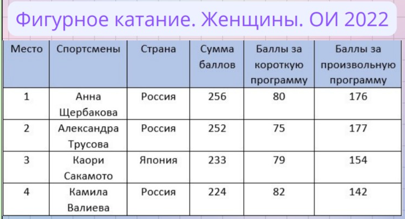 Фигурное катание. Женщины. ОИ 2022
Место Спортсмены Страна Сумма баллов Баллы за короткую программу Баллы за произвольную программу
1 Анна Щербакова Россия 256 80 176
2 Александра Трусова Россия 252 75 177
3 Каори Сакамото Япония 233 79 154
4 Камила Валиева Россия 224 82 142